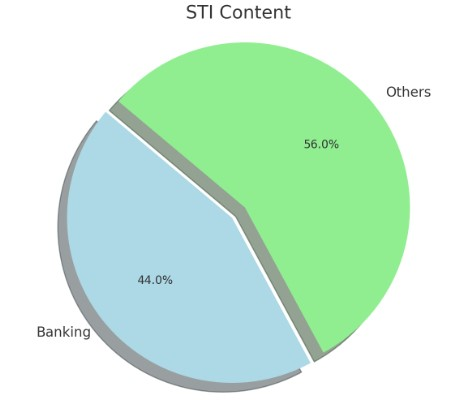 STI Content
Others
56.0%
44.0%
Banking